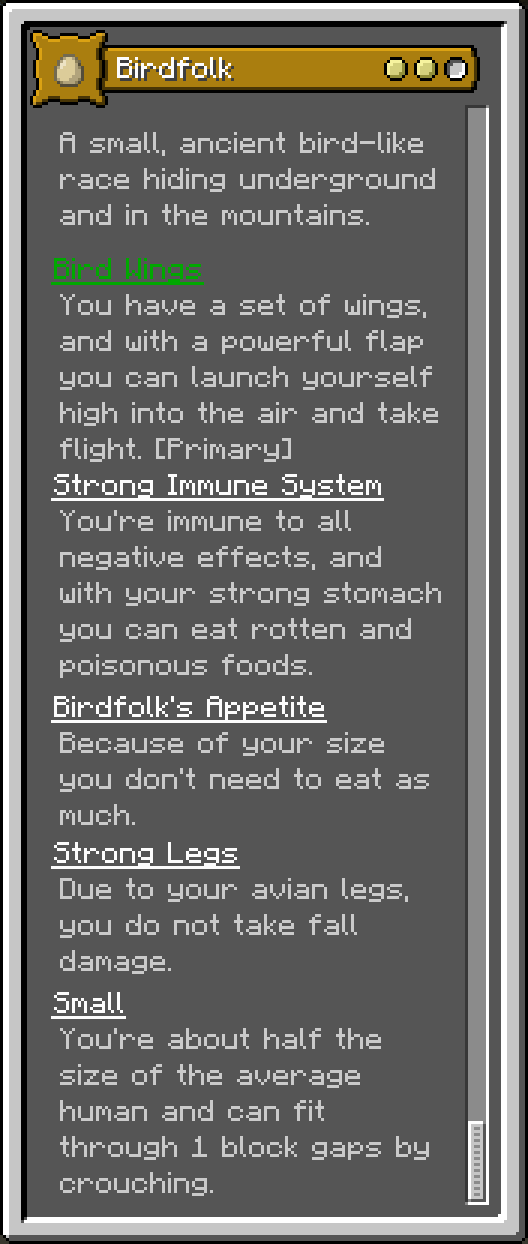 Birdfolk
A small, ancient bird-like
race hiding underground
and in the mountains.
Bird Wings
You have a set of wings,
and with a powerful flap
you can launch yourself
high into the air and take
flight. [Primary]
Strong Immune System
You're immune to all
negative effects, and
with your strong stomach
you can eat rotten and
poisonous foods.
Birdfolk's Appetite
Because of your size
you don't need to eat as
much.
Strong Legs
Due to your avian legs,
you do not take fall
damage.
Small
You're about half the
size of the average
human and can fit
through 1 block gaps by
crouching.